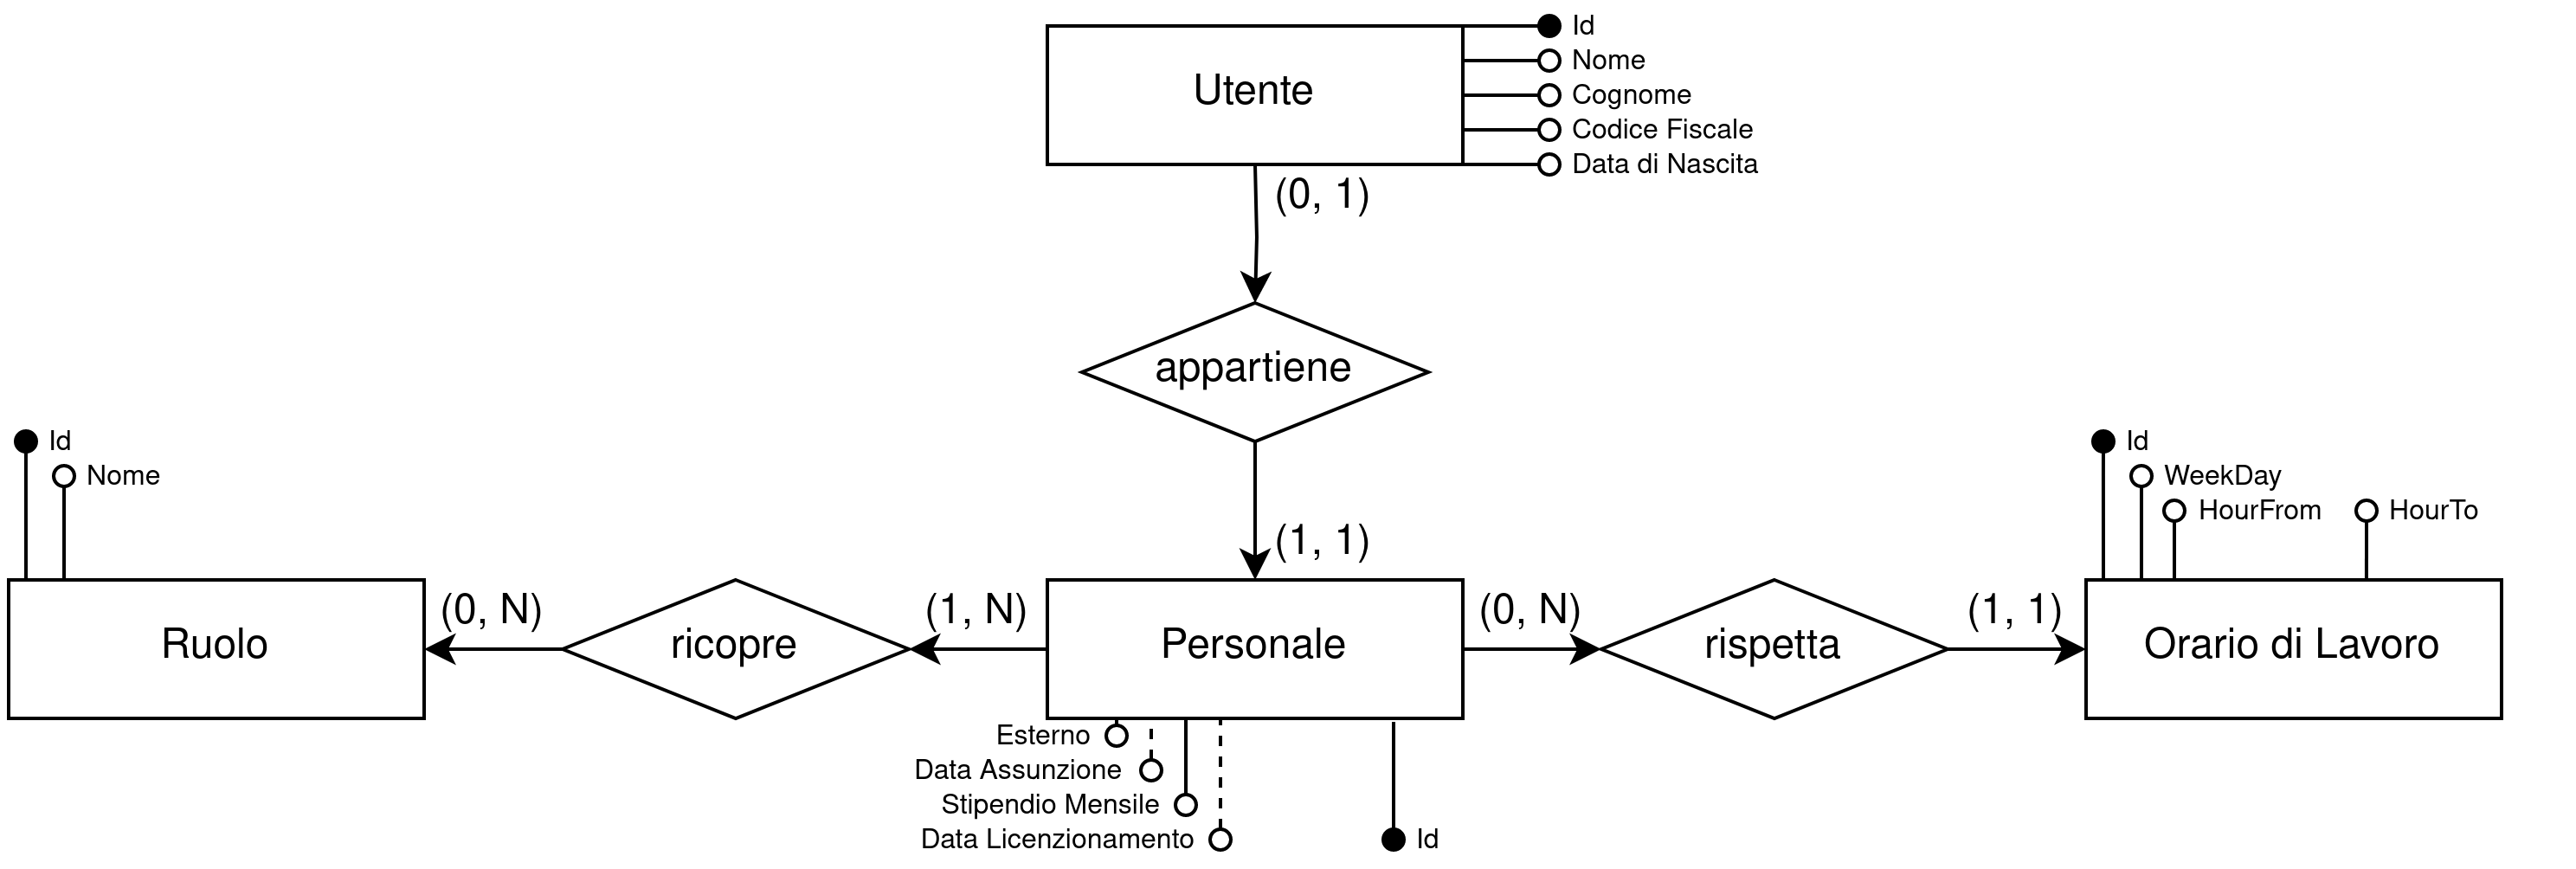 Utente
Id
Nome
Cognome
Codice Fiscale
Data di Nascita
(0, 1)
appartiene
(1, 1)
Id
Nome
Ruolo
(0, N)
ricopre
(1, N)
Personale
(0, N)
rispetta
(1, 1)
Id
WeekDay
HourFrom
HourTo
Orario di Lavoro
Esterno
Data Assunzione
Stipendio Mensile
Data Licenzionamento
Id